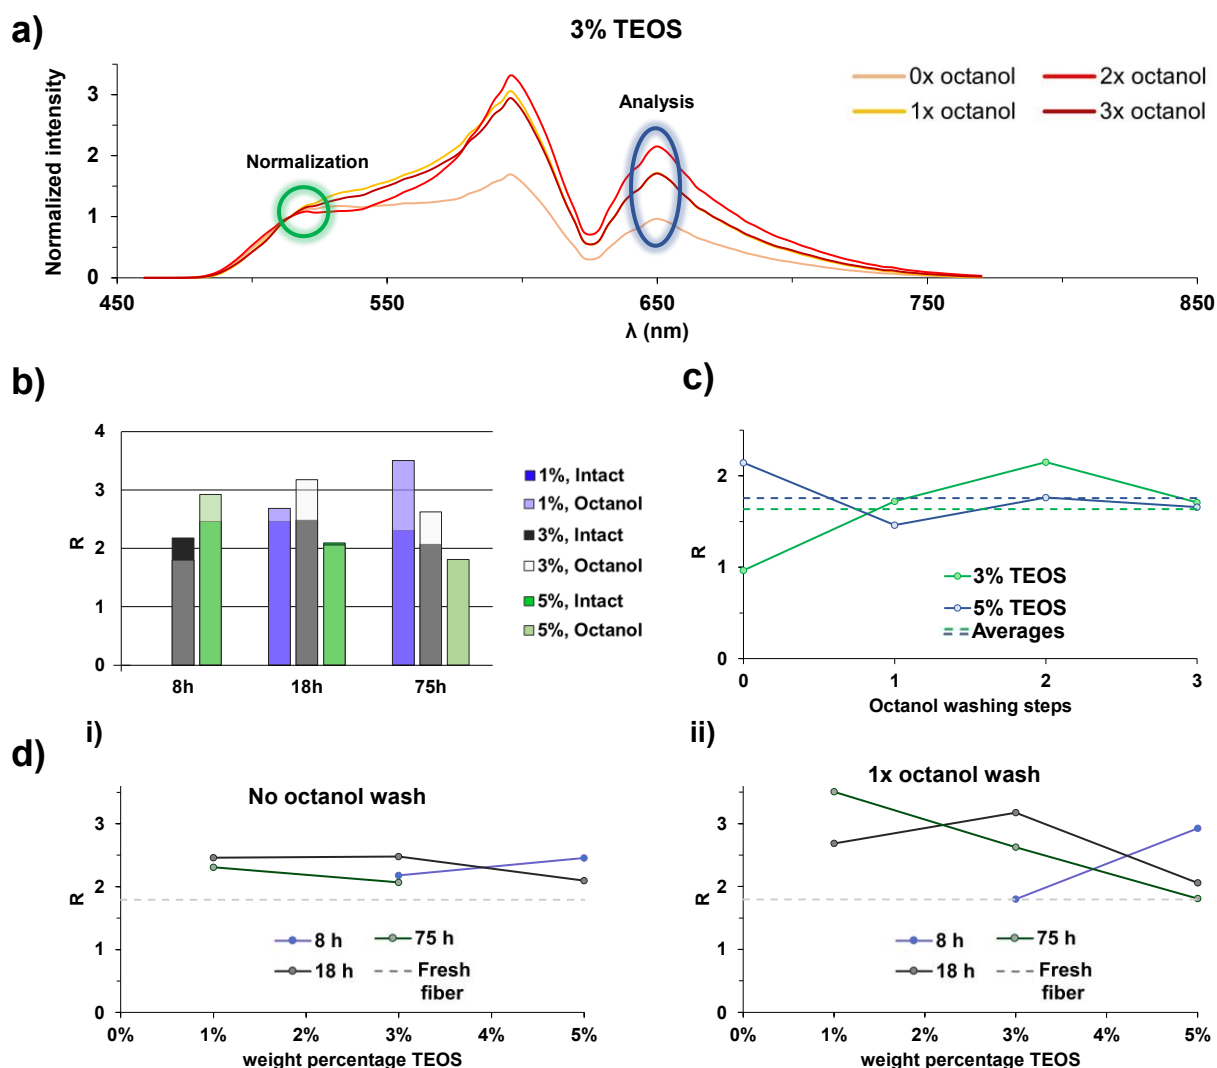 a)
3% TEOS
Normalized intensity
3
2
1
0
Normalization
Analysis
0x octanol
2x octanol
1x octanol
3x octanol
450
550
650
750
850
λ (nm)
b)
R
4
3
2
1
0
8h
18h
75h
1%, Intact
1%, Octanol
3%, Intact
3%, Octanol
5%, Intact
5%, Octanol
c)
R
2
1
0
3% TEOS
5% TEOS
Averages
0
1
2
3
Octanol washing steps
d)
i)
No octanol wash
R
3
2
1
0
8 h
75 h
18 h
Fresh
fiber
0%
1%
2%
3%
4%
5%
weight percentage TEOS
ii)
1x octanol wash
R
3
2
1
0
8 h
75 h
18 h
Fresh
fiber
0%
1%
2%
3%
4%
5%
weight percentage TEOS